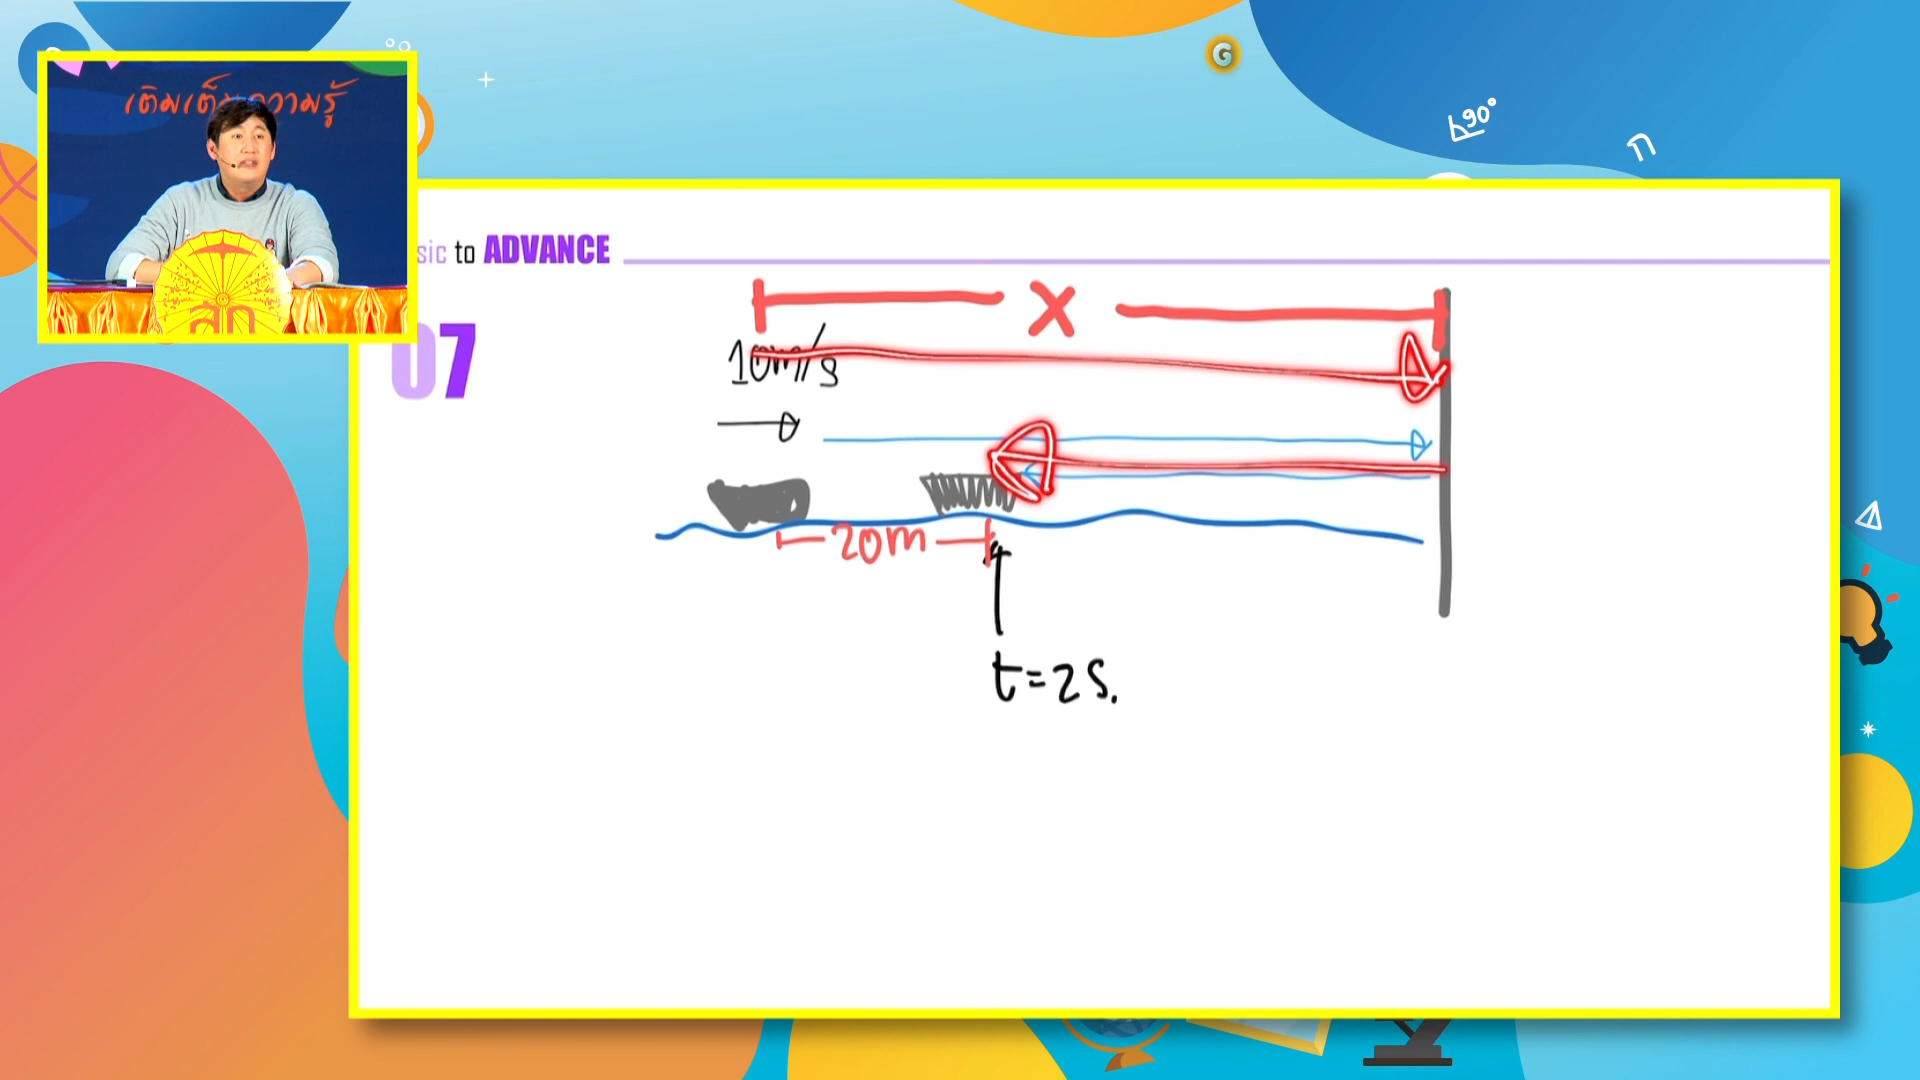 เติมเต็มความรู้
สก
sic to ADVANCE
07
X
10m/s
20m
t=2s.
G
90°
ก